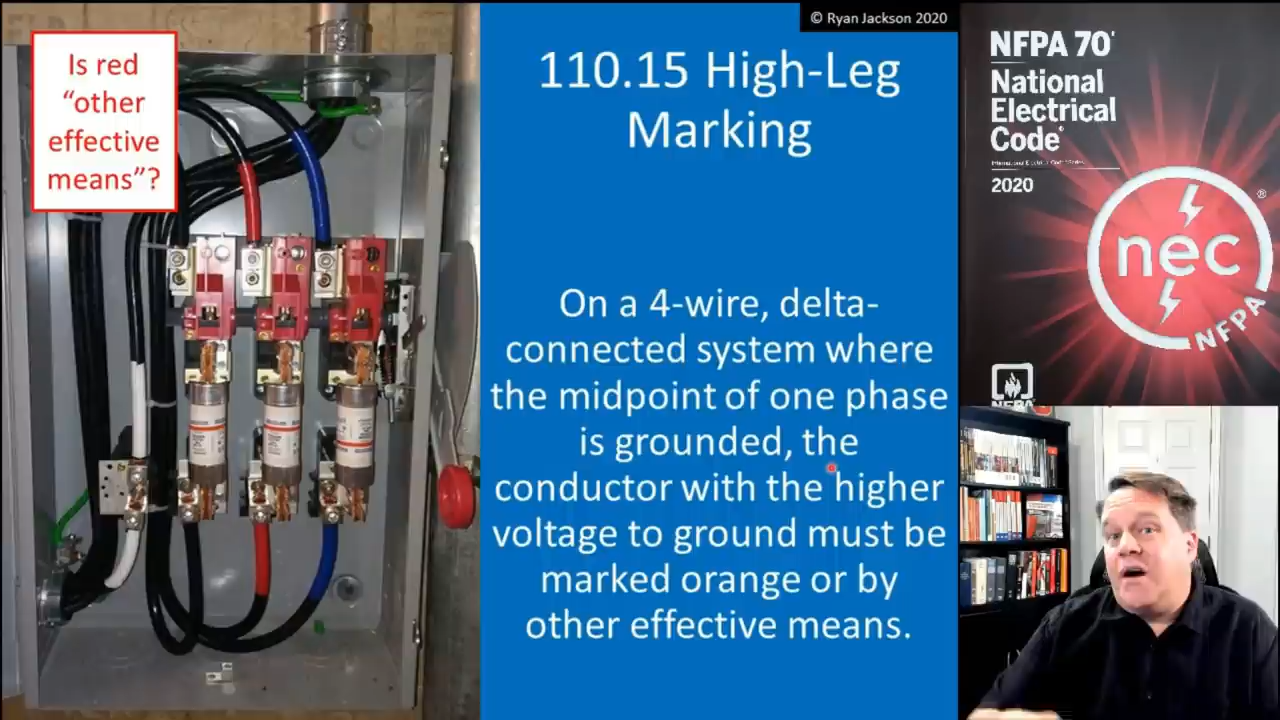 Is red
“other
effective
means”?
© Ryan Jackson 2020
110.15 High-Leg
Marking
On a 4-wire, delta-
connected system where
the midpoint of one phase
is grounded, the
conductor with the higher
voltage to ground must be
marked orange or by
other effective means.
NFPA 70®
National
Electrical
Code®
2020
nec
®
NFPA
NFPA